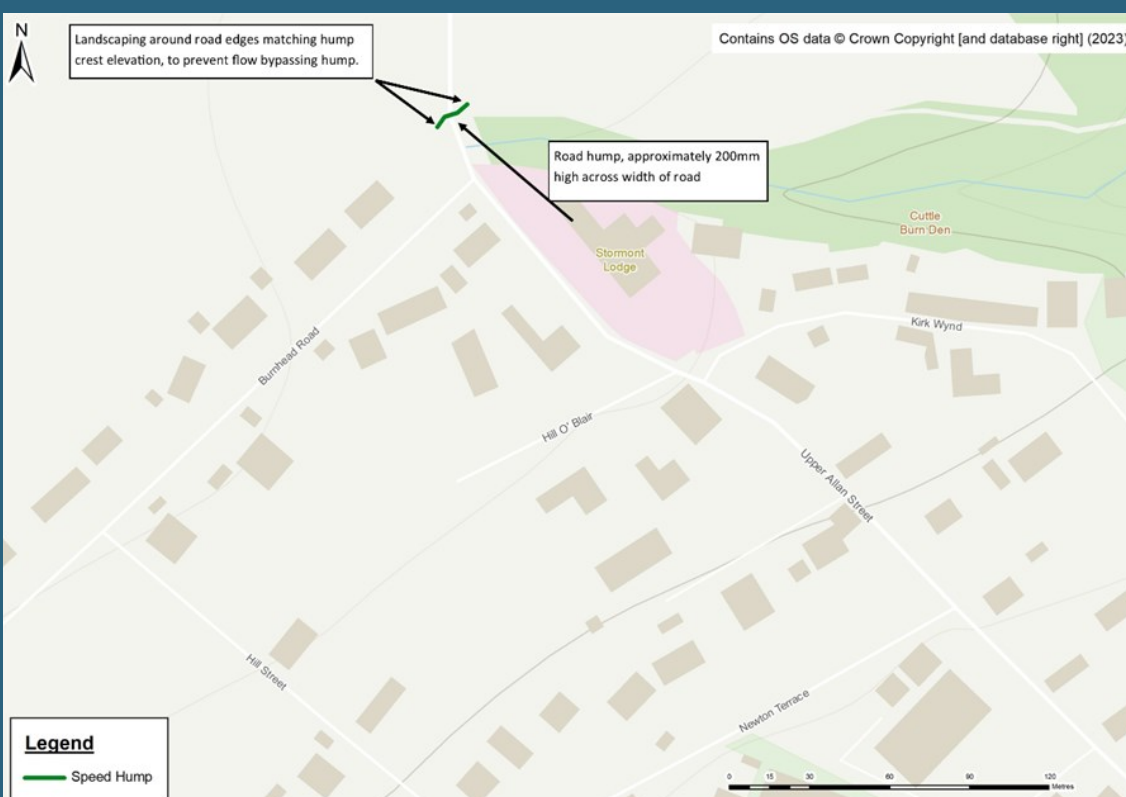 N
Landscaping around road edges matching hump
crest elevation, to prevent flow bypassing hump.
Contains OS data © Crown Copyright [and database right] (2023)
Road hump, approximately 200mm
high across width of road
Cuttle
Burn Den
Stormont
Lodge
Kirk Wynd
Burnhead Road
Hill O' Blair
Upper Allan Street
Hill Street
Newton Terrace
Legend
Speed Hump
0 15 30 60 90 120
Metres